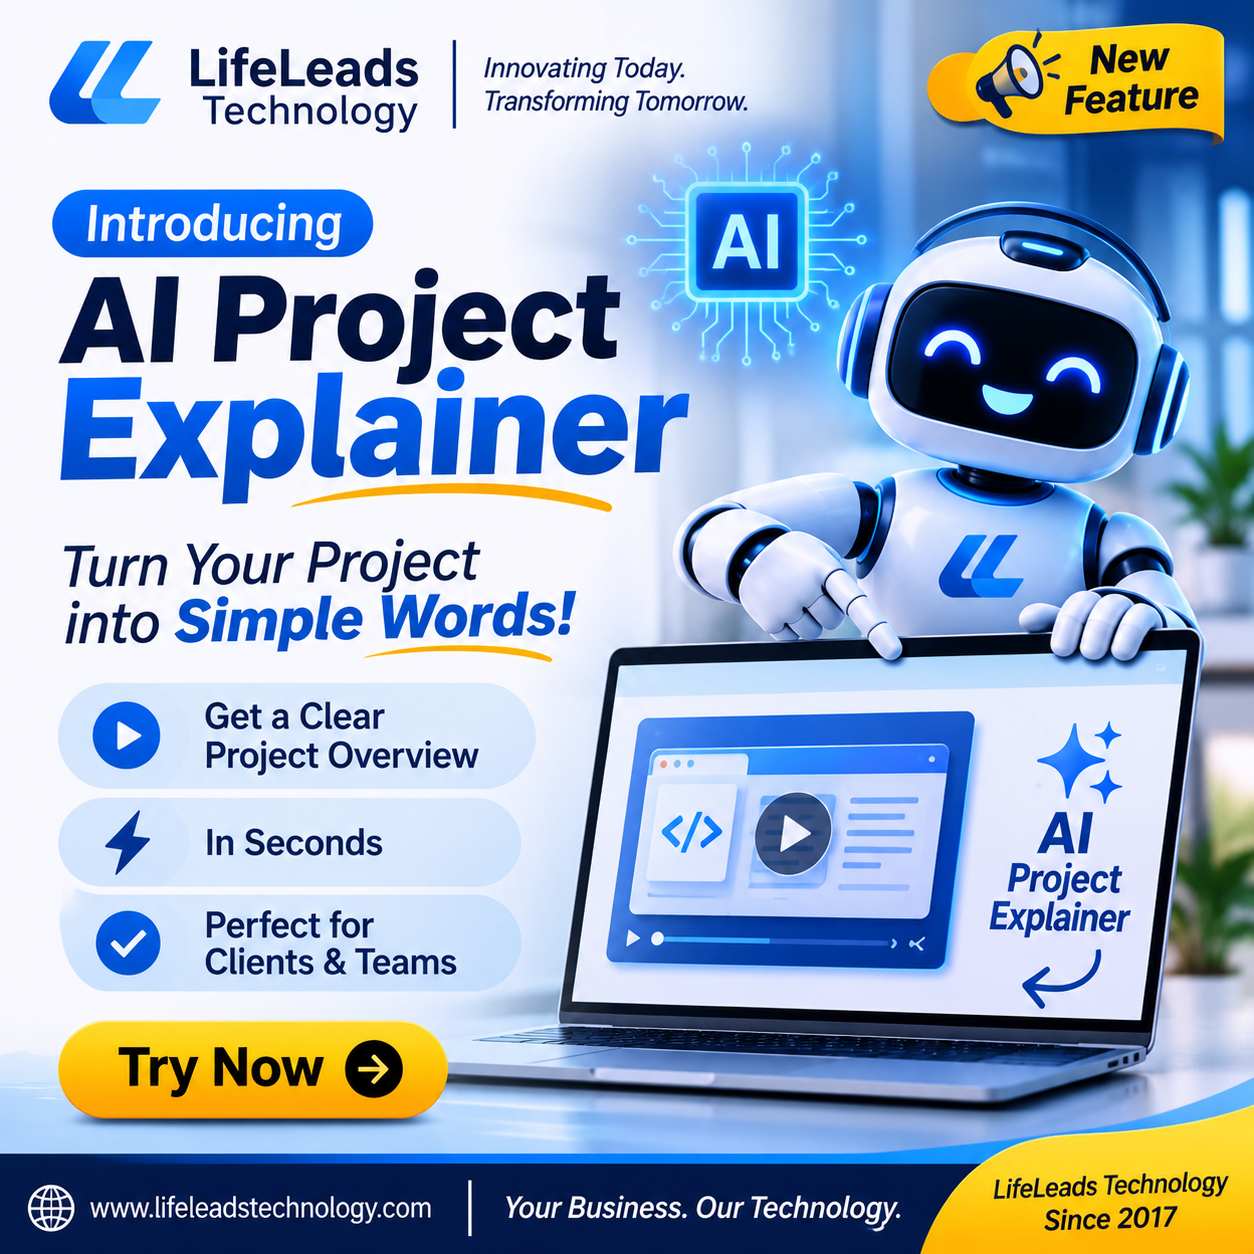 LifeLeads
Technology
Innovating Today.
Transforming Tomorrow.
New
Feature
Introducing
AI
AI Project
Explainer
Turn Your Project
into Simple Words!
Get a Clear
Project Overview
In Seconds
Perfect for
Clients & Teams
Try Now
</>
AI
Project
Explainer
www.lifeleadstechnology.com
Your Business. Our Technology.
LifeLeads Technology
Since 2017